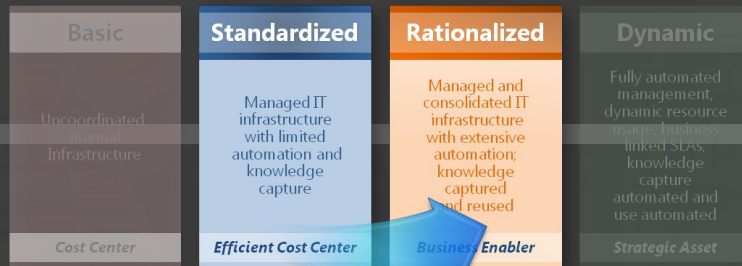 Basic
Uncoordinated,
manual
Infrastructure
Cost Center
Standardized
Managed IT
infrastructure
with limited
automation and
knowledge
capture
Efficient Cost Center
Rationalized
Managed and
consolidated IT
infrastructure
with extensive
automation;
knowledge
captured
and reused
Business Enabler
Dynamic
Fully automated
management,
dynamic resource
usage, business
linked SLAs,
knowledge
capture
automated and
use automated
Strategic Asset